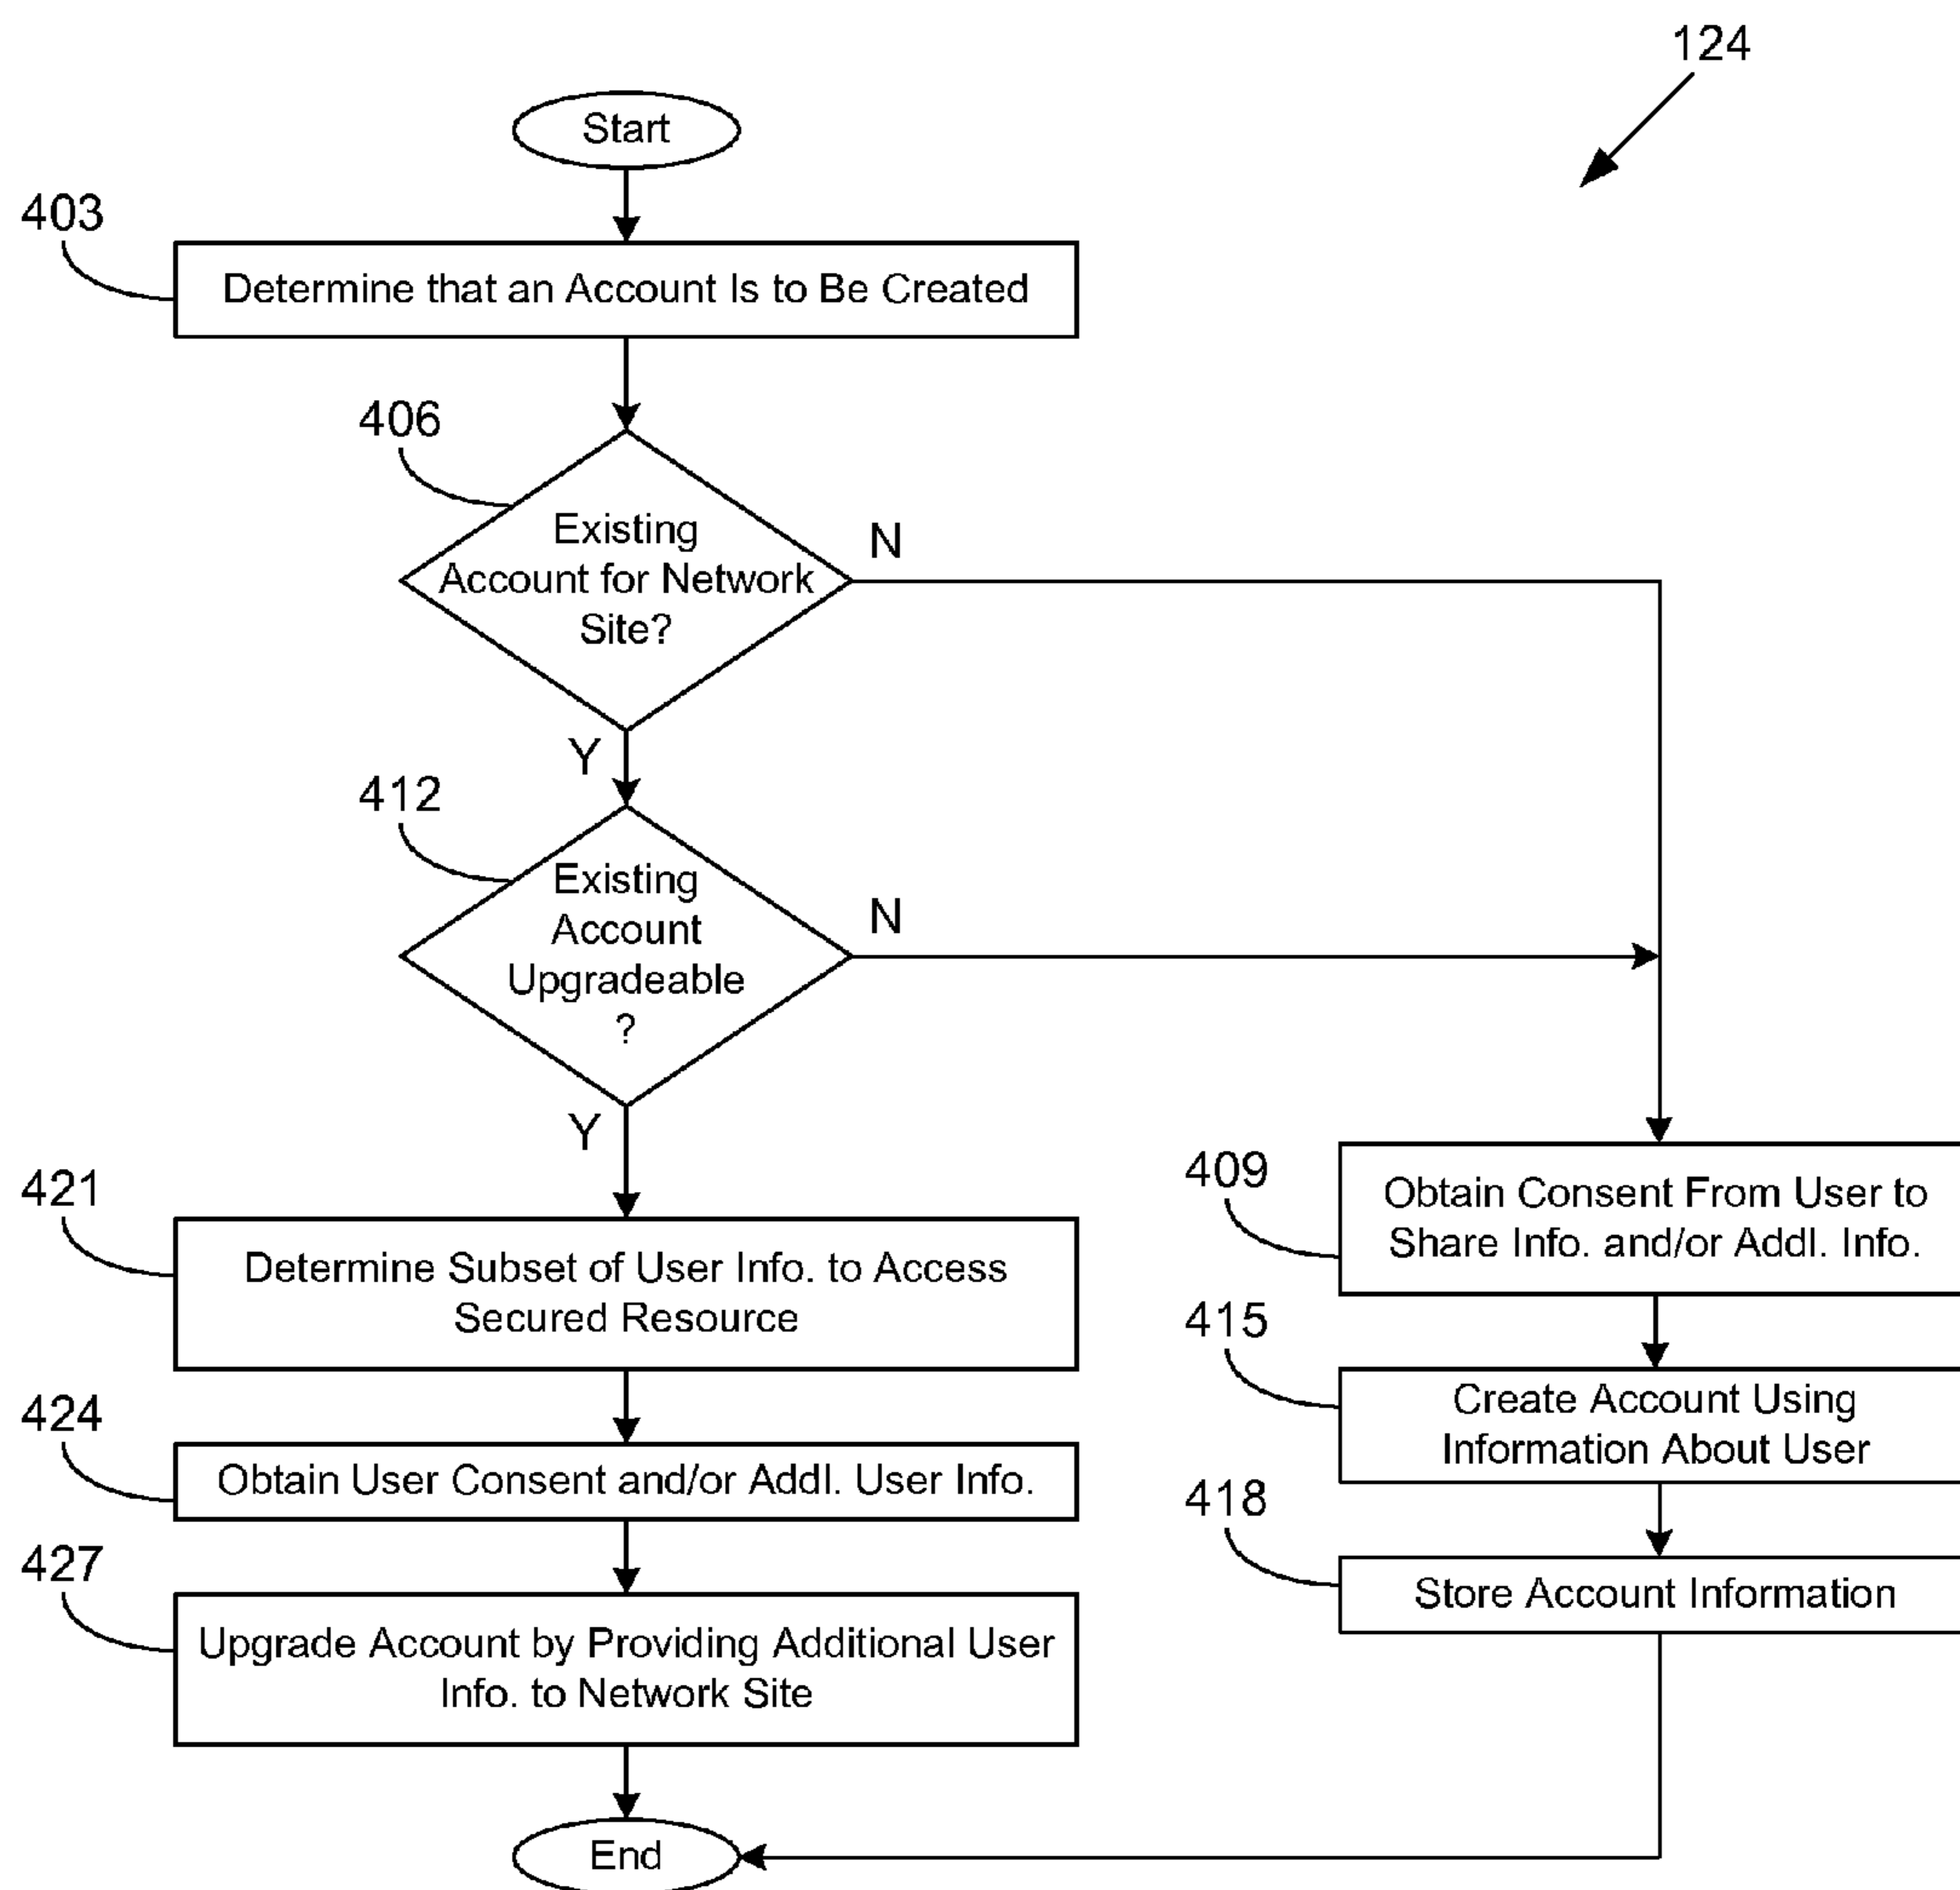 124
Start
403
Determine that an Account Is to Be Created
406
Existing
Account for Network
Site?
N
Y
412
Existing
Account
Upgradeable
?
N
Y
421
Determine Subset of User Info. to Access
Secured Resource
424
Obtain User Consent and/or Addl. User Info.
427
Upgrade Account by Providing Additional User
Info. to Network Site
409
Obtain Consent From User to
Share Info. and/or Addl. Info.
415
Create Account Using
Information About User
418
Store Account Information
End